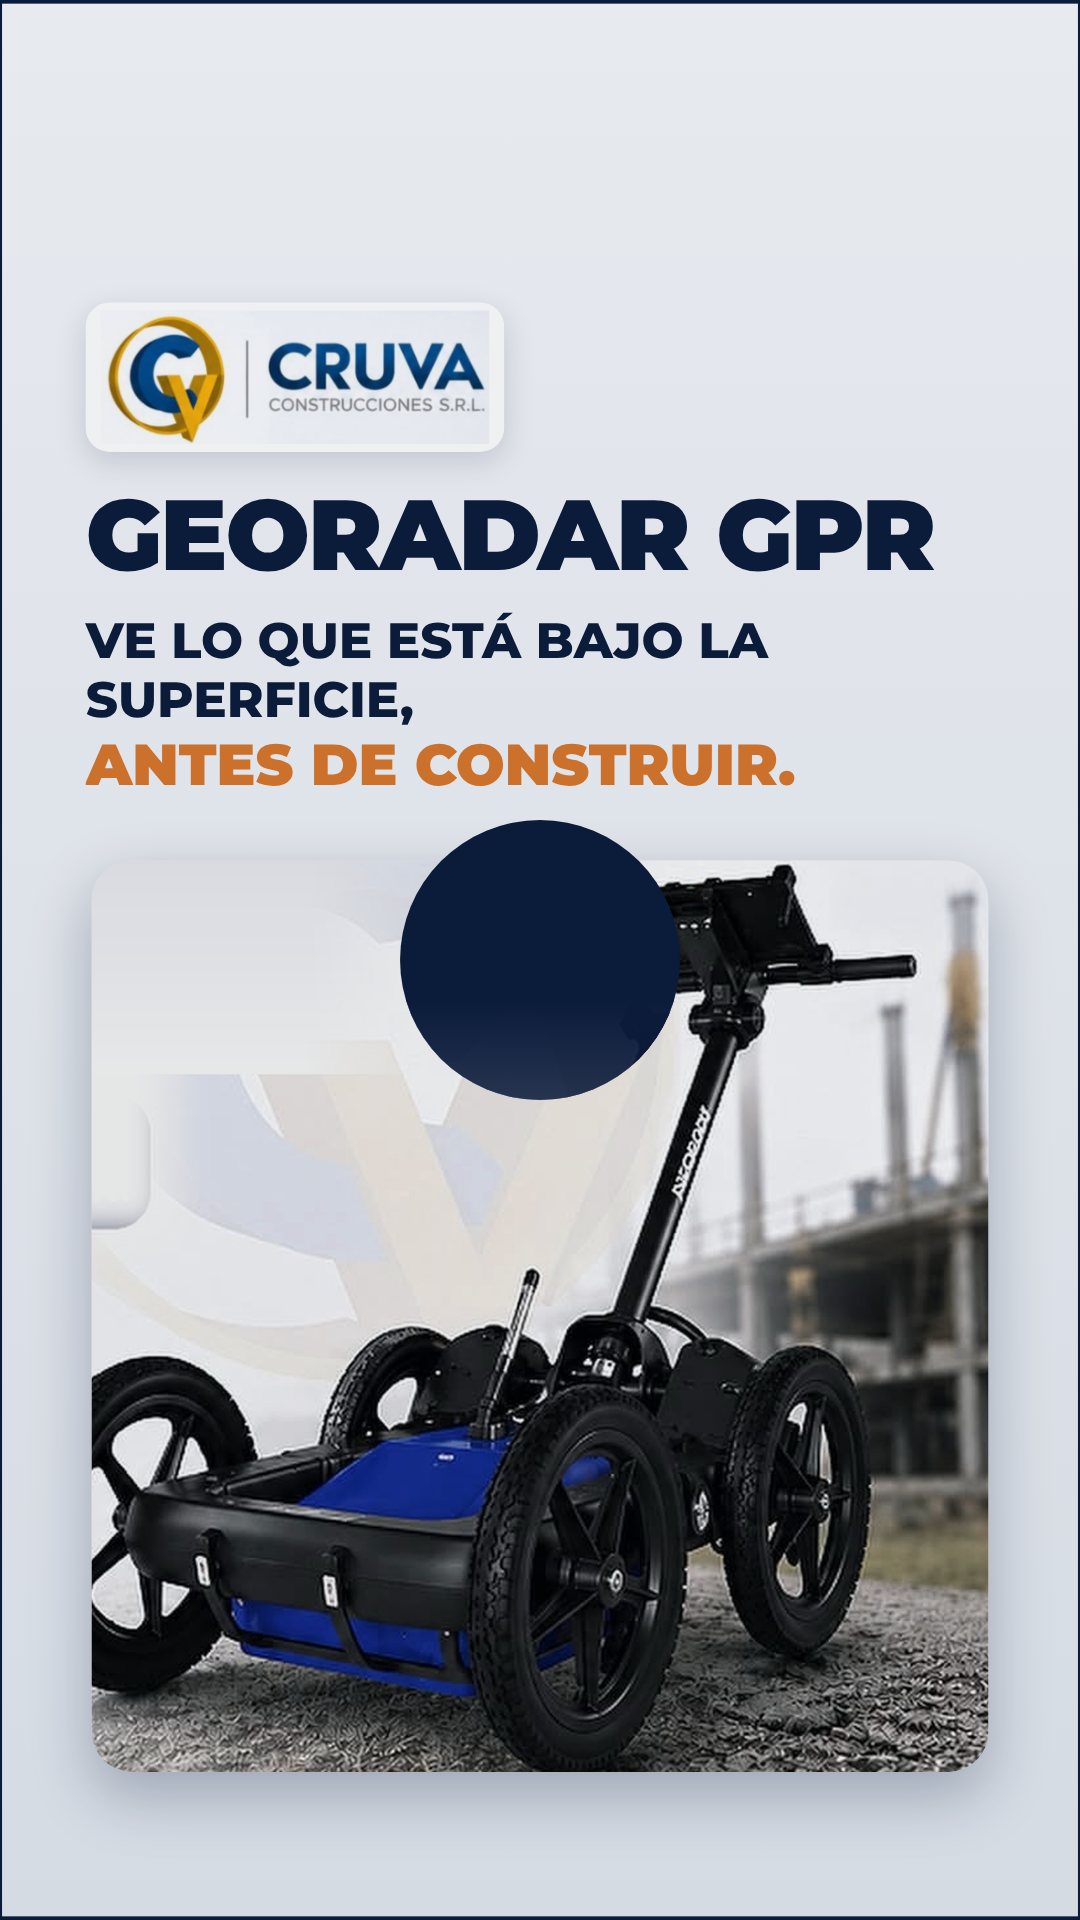 CRUVA
CONSTRUCCIONES S.R.L.
GEORADAR GPR
VE LO QUE ESTÁ BAJO LA
SUPERFICIE,
ANTES DE CONSTRUIR.